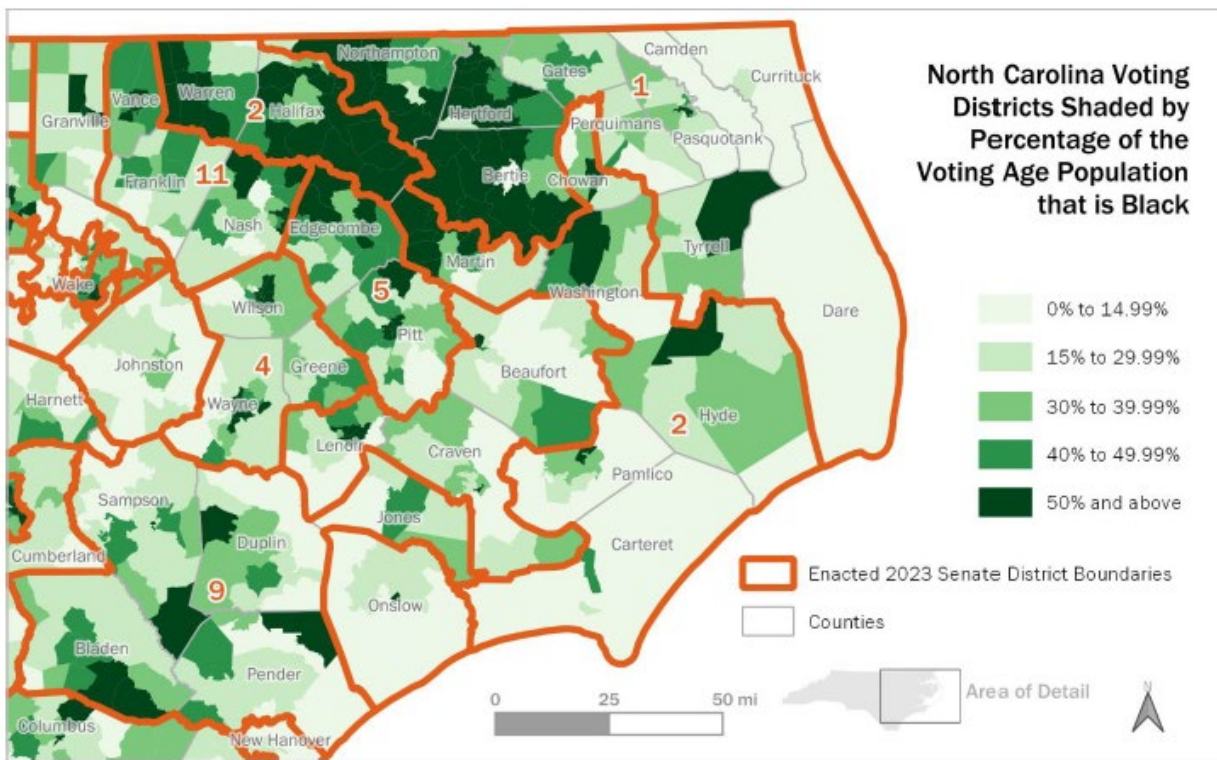 North Carolina Voting
Districts Shaded by
Percentage of the
Voting Age Population
that is Black
0% to 14.99%
15% to 29.99%
30% to 39.99%
40% to 49.99%
50% and above
Enacted 2023 Senate District Boundaries
Counties
0 25 50 mi
Area of Detail
N
Northampton
Camden
Currituck
Gates
Vance
Warren
Granville
Halifax
Hertford
1
2
Perquimans
Pasquotank
Franklin
11
Bertie
Chowan
Nash
Edgecombe
Tyrrell
Martin
Wake
Washington
5
Wilson
Dare
Pitt
Johnston
4
Greene
Beaufort
Harnett
Wayne
Hyde
2
Lenoir
Craven
Pamlico
Sampson
Jones
Duplin
Carteret
Cumberland
9
Onslow
Bladen
Pender
Columbus
New Hanover